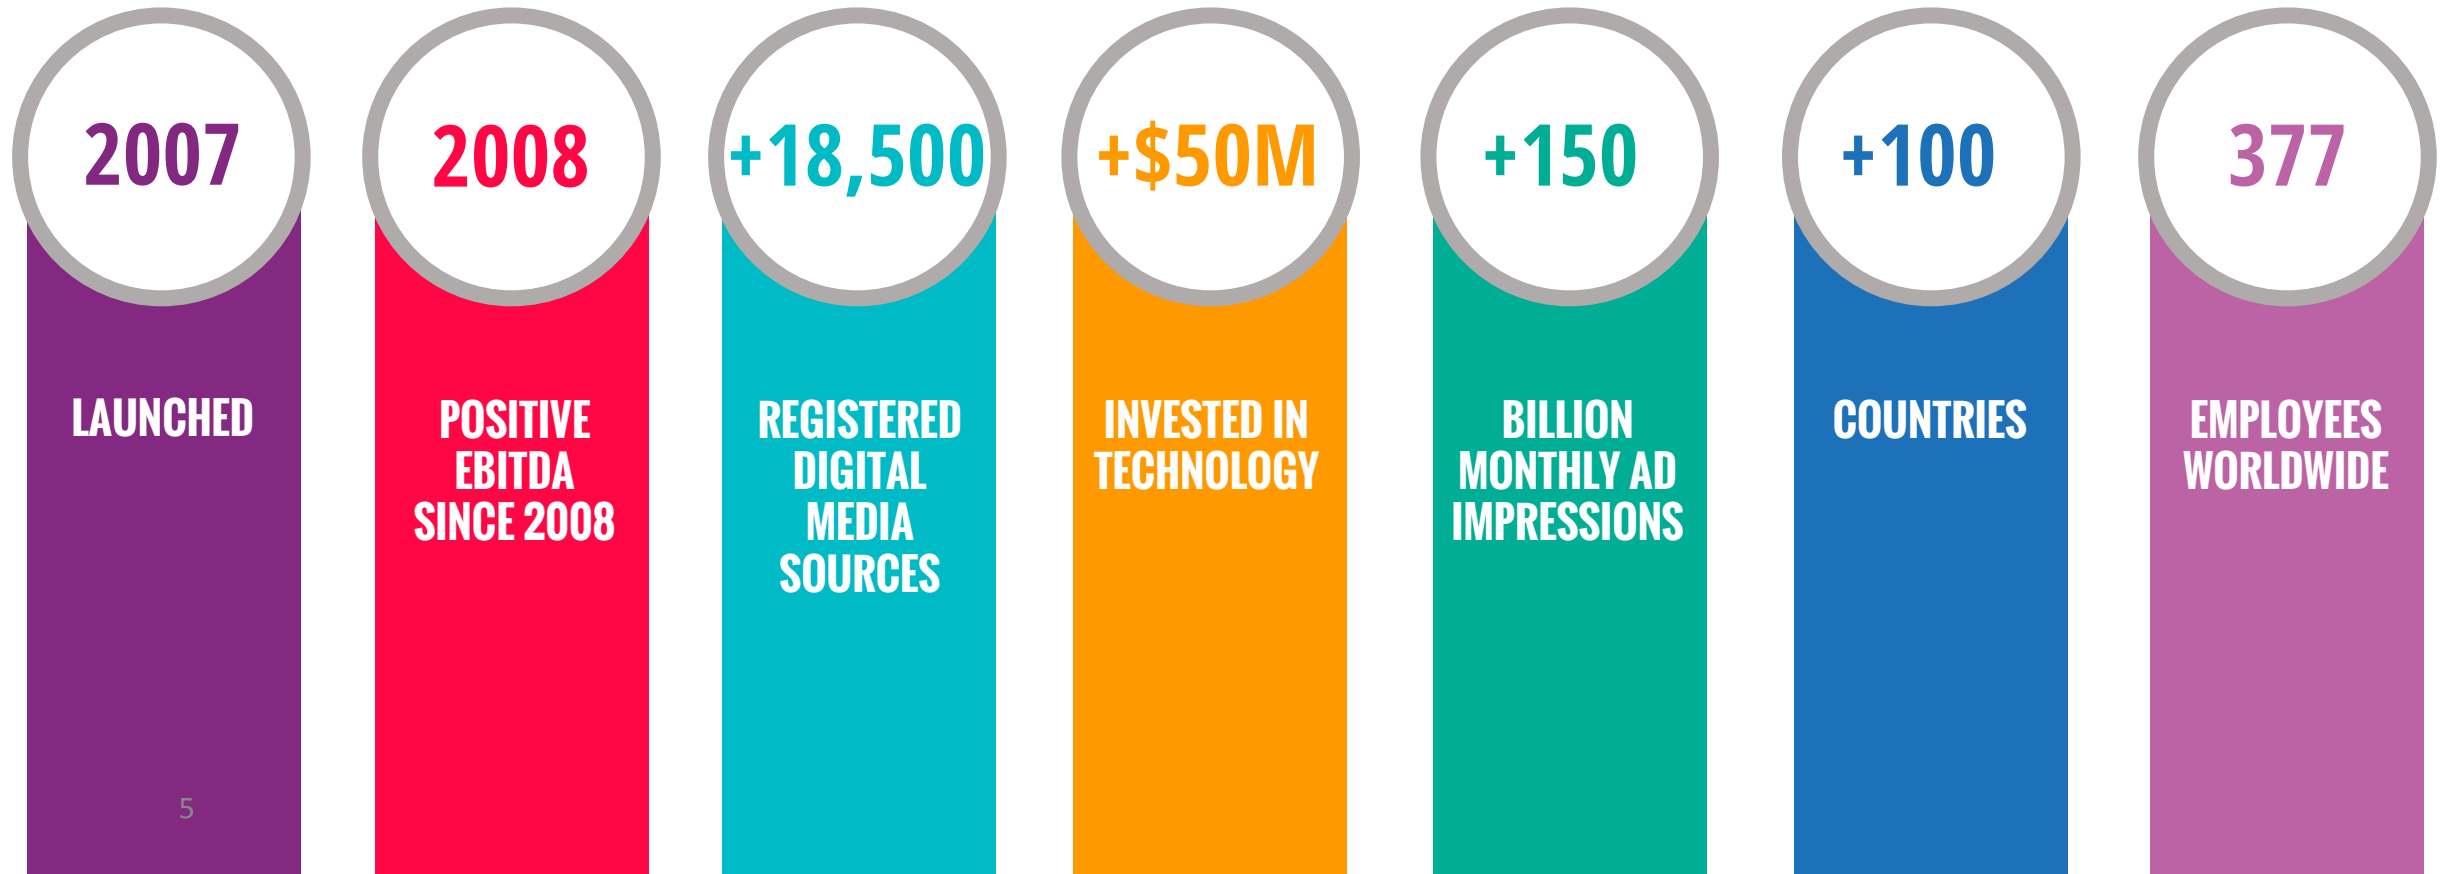 2007
LAUNCHED
2008
POSITIVE
EBITDA
SINCE 2008
+18,500
REGISTERED
DIGITAL
MEDIA
SOURCES
+$50M
INVESTED IN
TECHNOLOGY
+150
BILLION
MONTHLY AD
IMPRESSIONS
+100
COUNTRIES
377
EMPLOYEES
WORLDWIDE
5